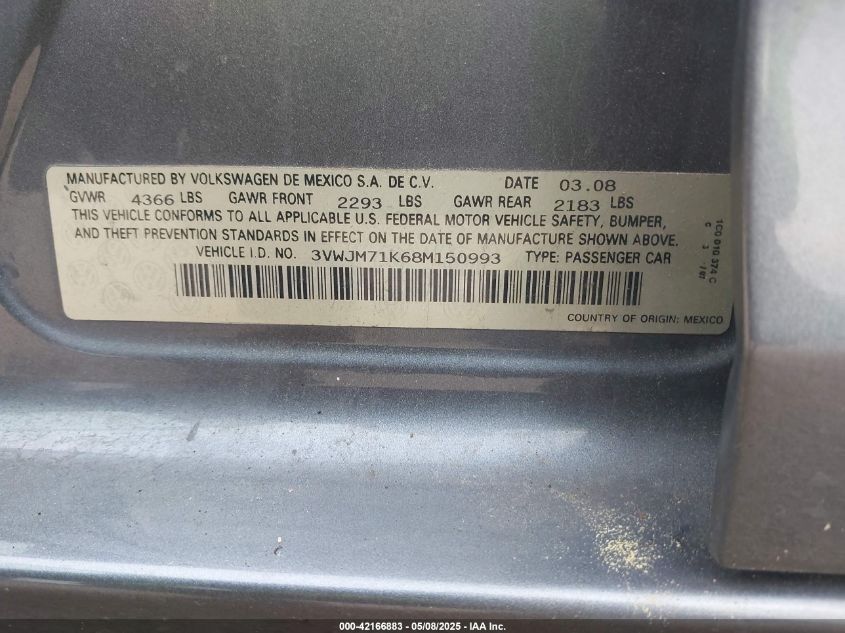 MANUFACTURED BY VOLKSWAGEN DE MEXICO S.A. DE C.V. DATE 03.08
GVWR 4366 LBS GAWR FRONT 2293 LBS GAWR REAR 2183 LBS
THIS VEHICLE CONFORMS TO ALL APPLICABLE U.S. FEDERAL MOTOR VEHICLE SAFETY, BUMPER,
AND THEFT PREVENTION STANDARDS IN EFFECT ON THE DATE OF MANUFACTURE SHOWN ABOVE.
VEHICLE I.D. NO. 3VWJM71K68M150993 TYPE: PASSENGER CAR
COUNTRY OF ORIGIN: MEXICO
1C0 010 374 C
000-42166883 - 05/08/2025 - IAA Inc.